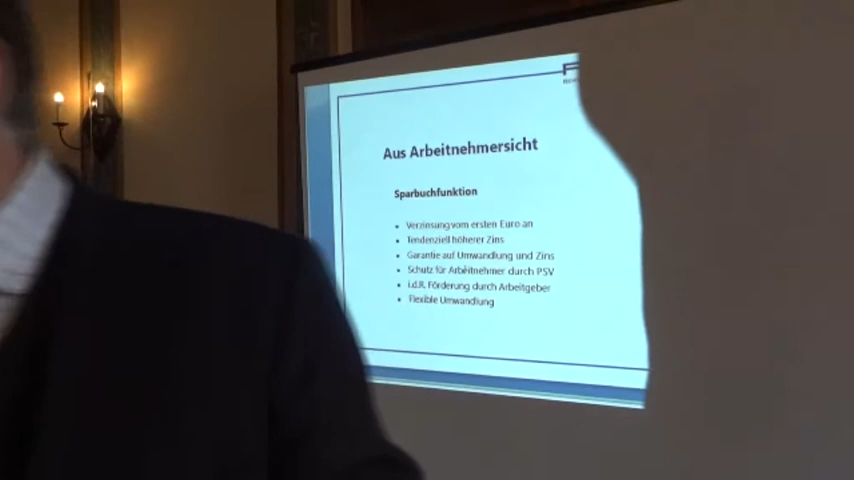 Aus Arbeitnehmersicht
Sparbuchfunktion
• Verzinsung vom ersten Euro an
• Tendenziell höherer Zins
• Garantie auf Umwandlung und Zins
• Schutz für Arbeitnehmer durch PSV
• i.d.R. Förderung durch Arbeitgeber
• Flexible Umwandlung